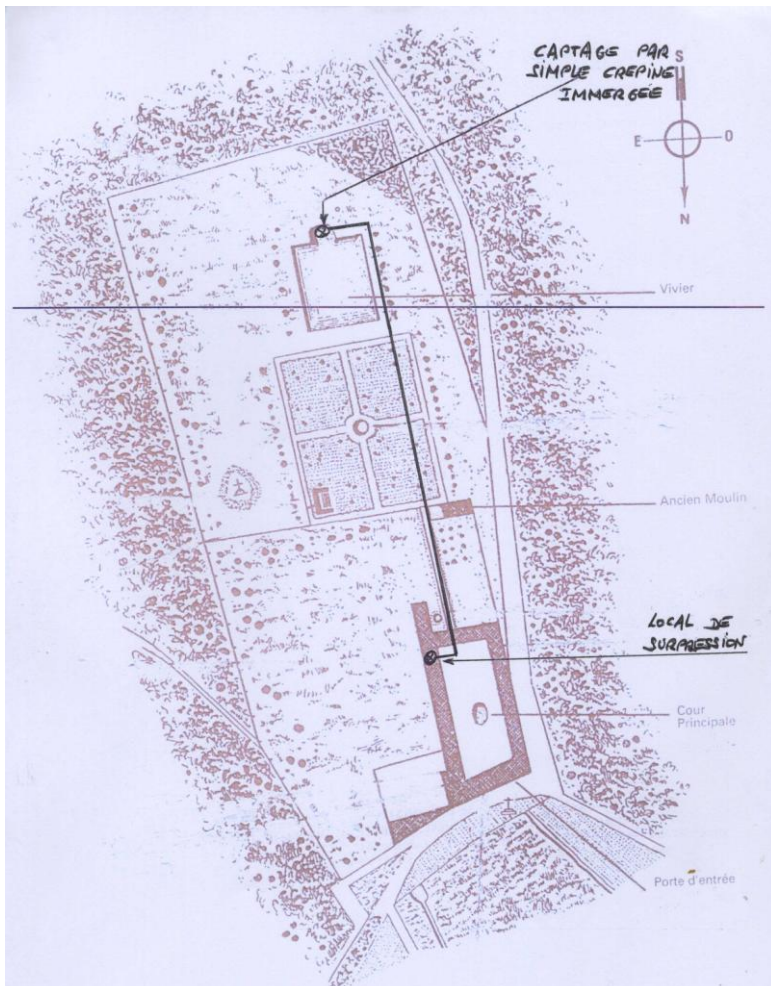 CAPTAGE PAR
SIMPLE CREPINE
IMMERGEE
S
E
O
N
Vivier
Ancien Moulin
LOCAL DE
SURPRESSION
Cour
Principale
Porte d'entrée